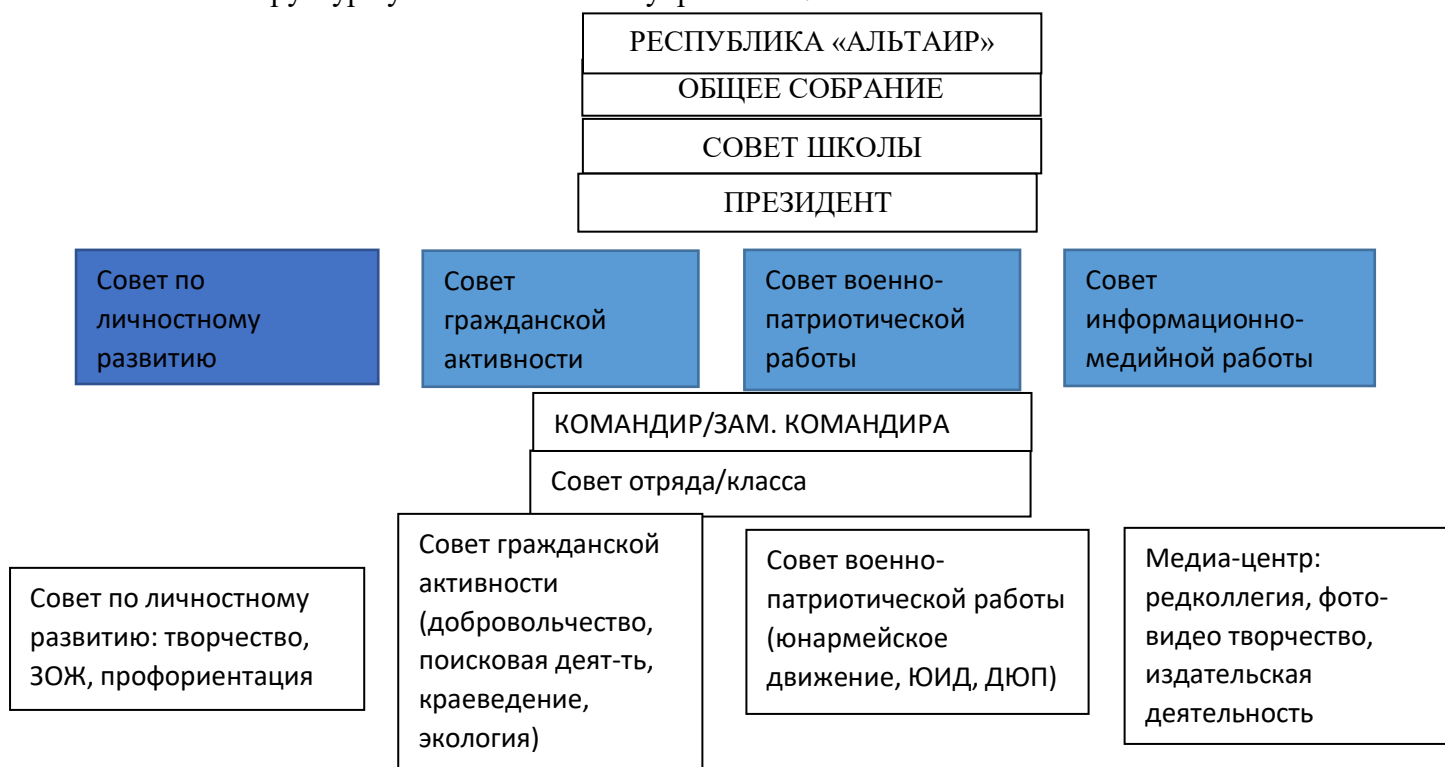 РЕСПУБЛИКА «АЛЬТАИР»
ОБЩЕЕ СОБРАНИЕ
СОВЕТ ШКОЛЫ
ПРЕЗИДЕНТ
Совет по
личностному
развитию
Совет
гражданской
активности
Совет военно-
патриотической
работы
Совет
информационно-
медийной работы
КОМАНДИР/ЗАМ. КОМАНДИРА
Совет отряда/класса
Совет по личностному
развитию: творчество,
ЗОЖ, профориентация
Совет гражданской
активности
(добровольчество,
поисковая деят-ть,
краеведение,
экология)
Совет военно-
патриотической работы
(юнармейское
движение, ЮИД, ДЮП)
Медиа-центр:
редколлегия, фото-
видео творчество,
издательская
деятельность